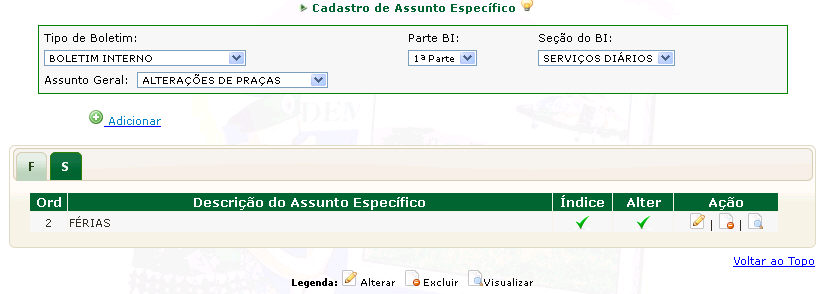 Cadastro de Assunto Específico
Tipo de Boletim: Parte BI: Seção do BI:
BOLETIM INTERNO 1ª Parte SERVIÇOS DIÁRIOS
Assunto Geral: ALTERAÇÕES DE PRAÇAS
Adicionar
F S
Ord Descrição do Assunto Específico Índice Alter Ação
2 FÉRIAS | |
Voltar ao Topo
Legenda: Alterar Excluir Visualizar